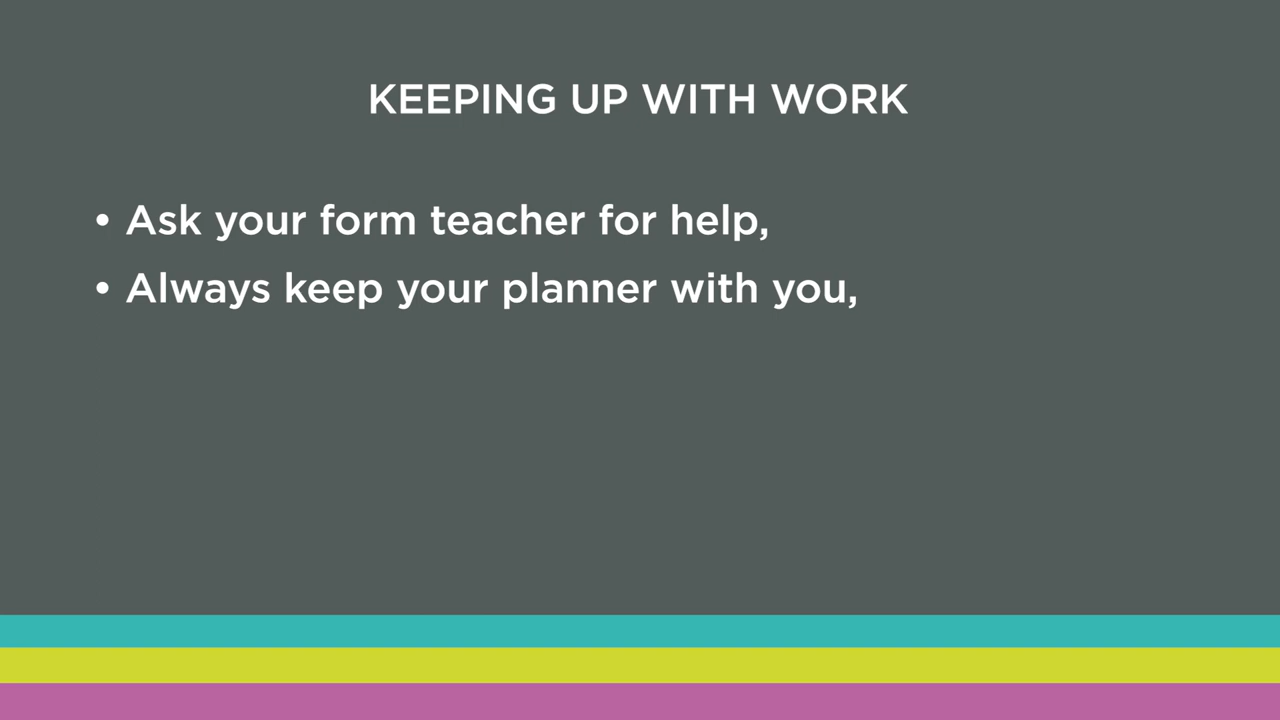 KEEPING UP WITH WORK
• Ask your form teacher for help,
• Always keep your planner with you,